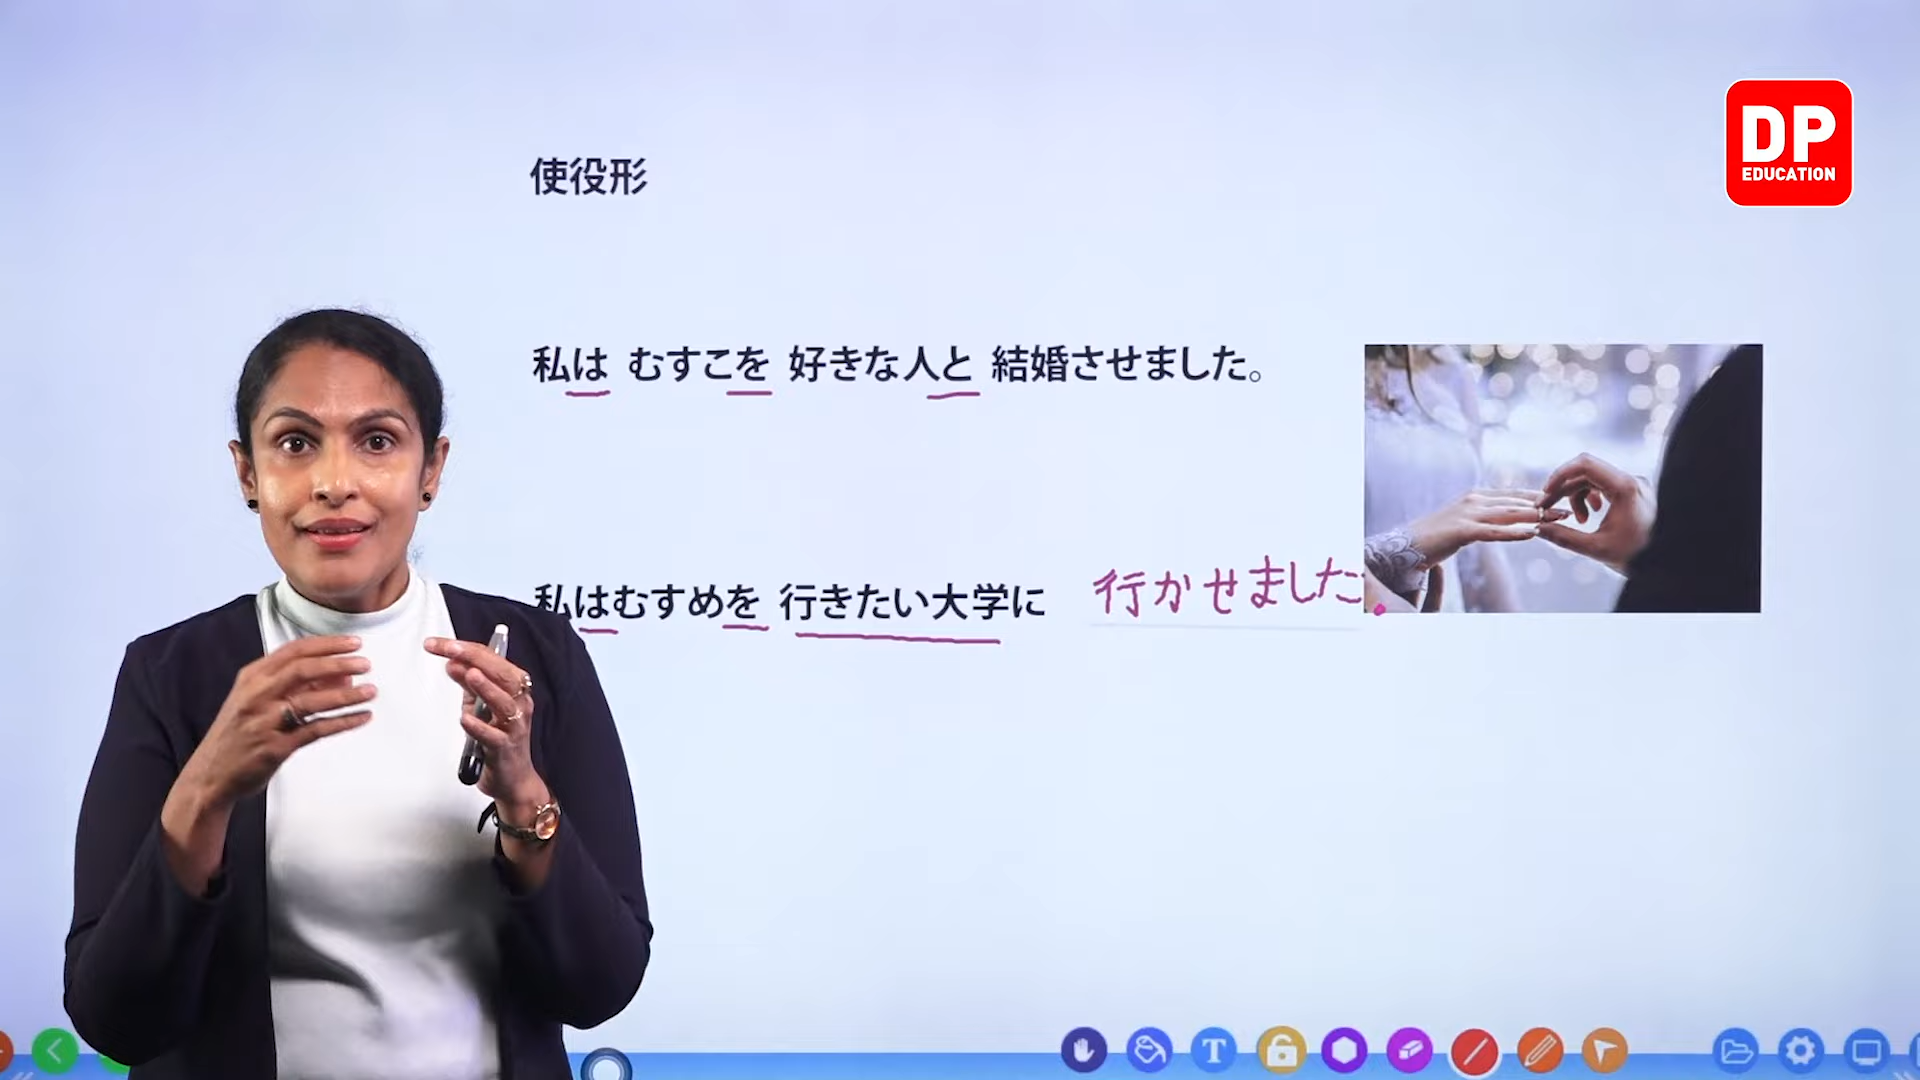 DP
EDUCATION
使役形
私は むすこを 好きな人と 結婚させました。
私はむすめを 行きたい大学に 行かせました。